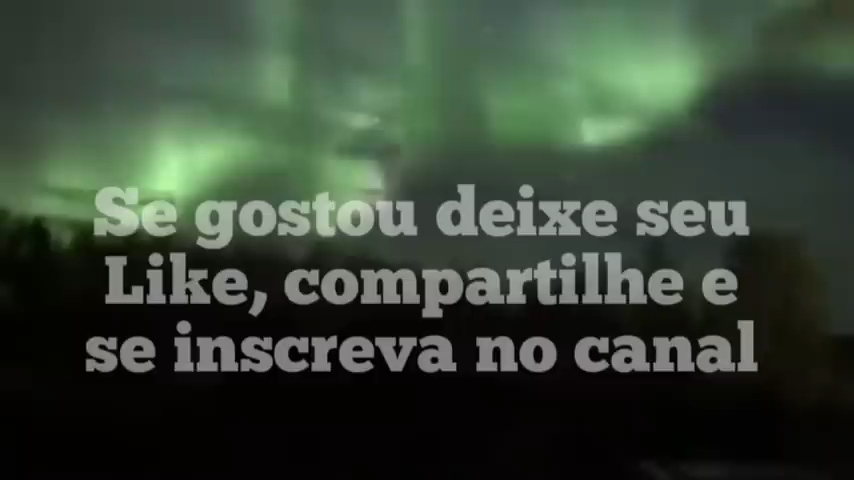 Se gostou deixe seu
Like, compartilhe e
se inscreva no canal